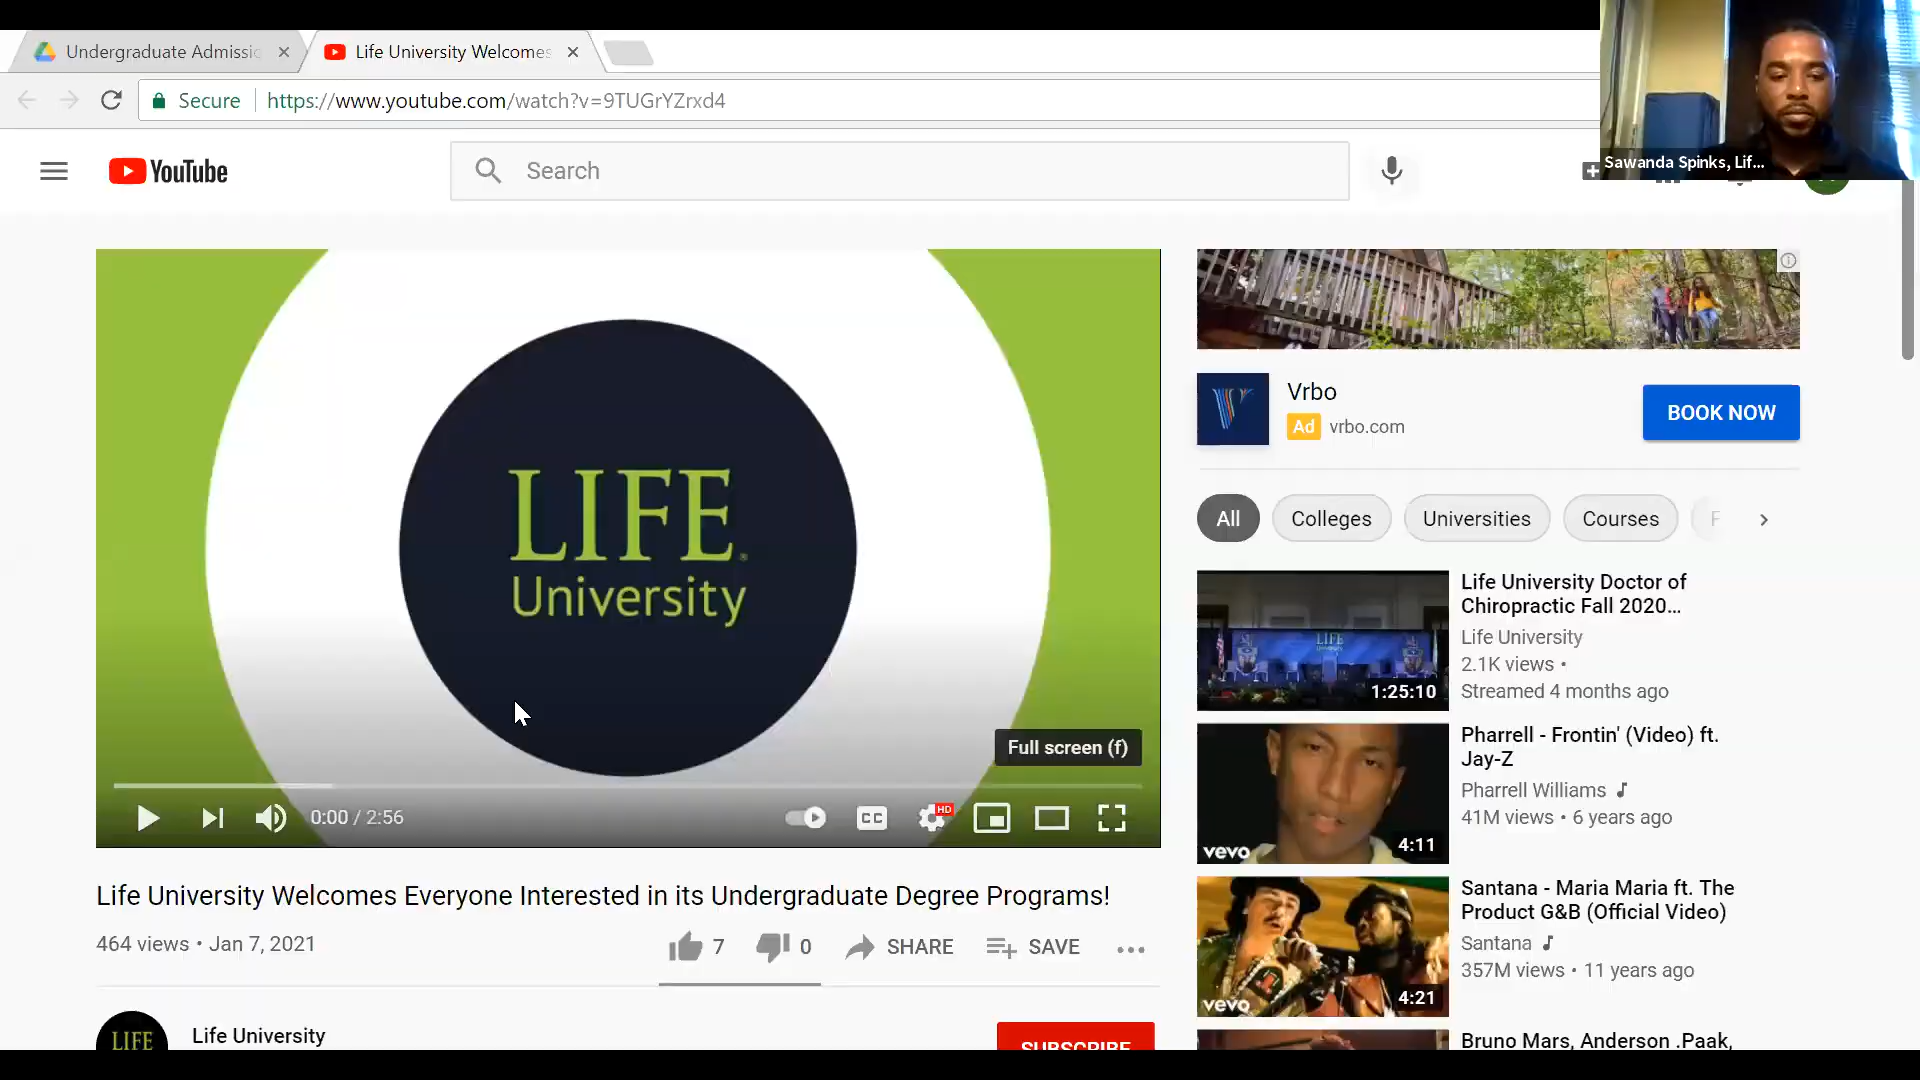 Undergraduate Admissic
Life University Welcomes
Secure
https://www.youtube.com/watch?v=9TUGrYZrxd4
YouTube
Search
Sawanda Spinks, Lif...
LIFE
University
Full screen (f)
0:00 / 2:56
CC
HD
Life University Welcomes Everyone Interested in its Undergraduate Degree Programs!
464 views • Jan 7, 2021
7
0
SHARE
SAVE
LIFE
Life University
SUBSCRIBE
Vrbo
Ad vrbo.com
BOOK NOW
All
Colleges
Universities
Courses
F
LIFE
1:25:10
Life University Doctor of
Chiropractic Fall 2020...
Life University
2.1K views •
Streamed 4 months ago
vevo
4:11
Pharrell - Frontin' (Video) ft.
Jay-Z
Pharrell Williams
41M views • 6 years ago
vevo
4:21
Santana - Maria Maria ft. The
Product G&B (Official Video)
Santana
357M views • 11 years ago
Bruno Mars, Anderson .Paak,